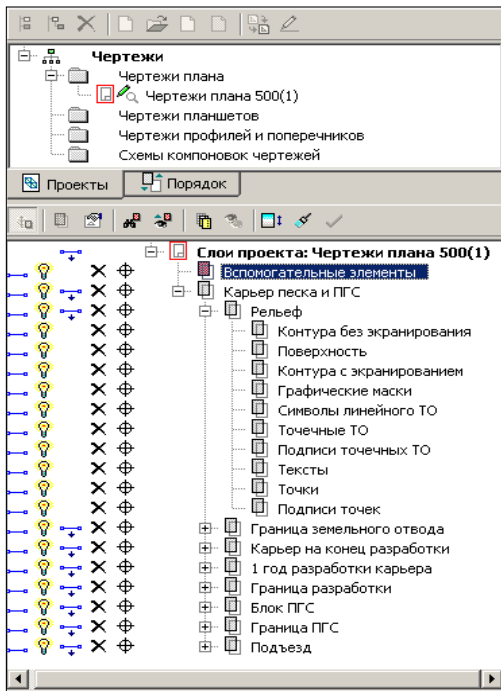 Чертежи
Чертежи плана
Чертежи плана 500(1)
Чертежи планшетов
Чертежи профилей и поперечников
Схемы компоновок чертежей
Проекты Порядок
Слои проекта: Чертежи плана 500(1)
Вспомогательные элементы
Карьер песка и ПГС
Рельеф
Контура без экранирования
Поверхность
Контура с экранированием
Графические маски
Символы линейного ТО
Точечные ТО
Подписи точечных ТО
Тексты
Точки
Подписи точек
Граница земельного отвода
Карьер на конец разработки
1 год разработки карьера
Граница разработки
Блок ПГС
Граница ПГС
Подъезд